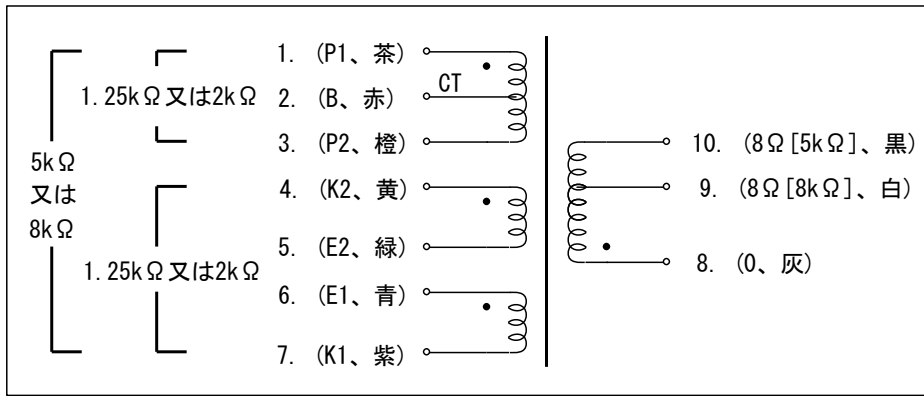 1. (P1、茶)
CT
1.25kΩ又は2kΩ
2. (B、赤)
3. (P2、橙)
10. (8Ω[5kΩ]、黒)
5kΩ
又は
8kΩ
4. (K2、黄)
9. (8Ω[8kΩ]、白)
5. (E2、緑)
1.25kΩ又は2kΩ
8. (0、灰)
6. (E1、青)
7. (K1、紫)